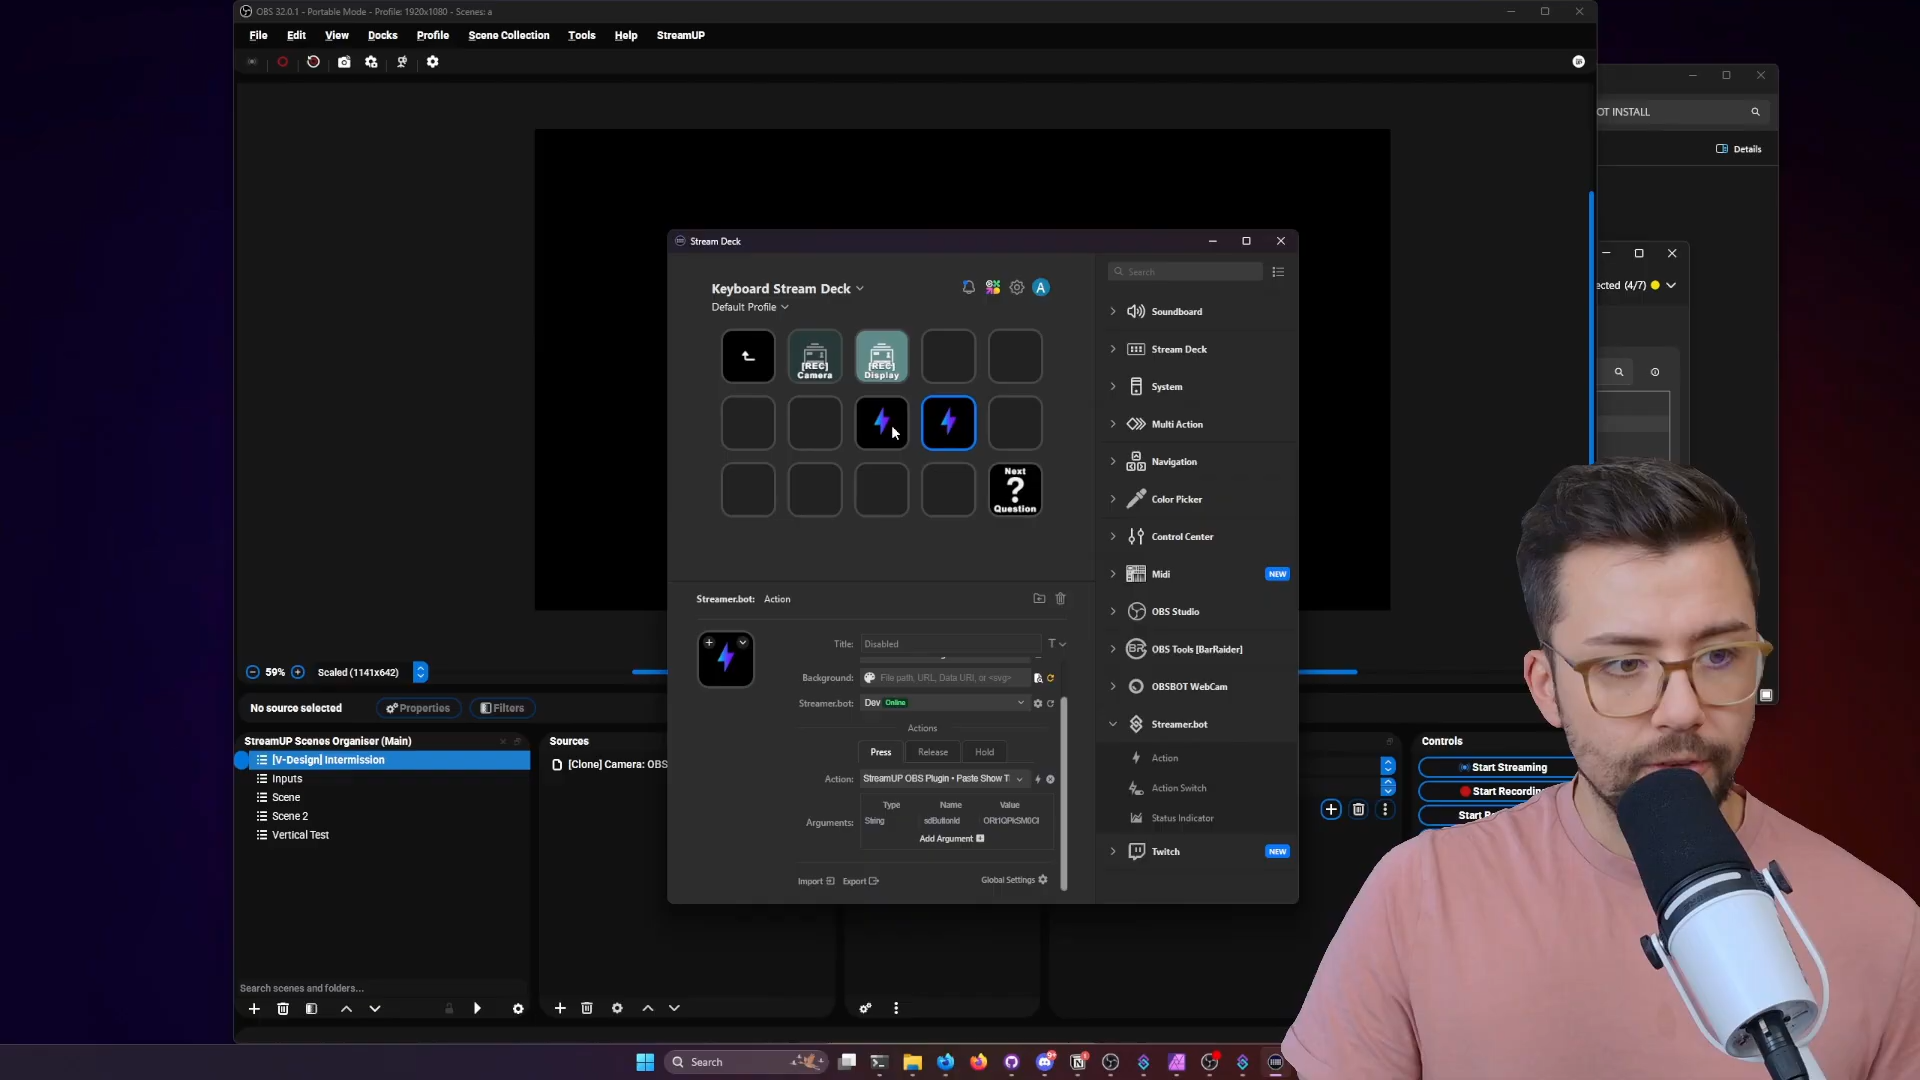 OBS 32.0.1 - Portable Mode - Profile: 1920x1080 - Scenes: a
File Edit View Docks Profile Scene Collection Tools Help StreamUP
OT INSTALL
Details
Stream Deck
ected (4/7)
Keyboard Stream Deck
Default Profile
A
[REC]
Camera
[REC]
Display
Next
?
Question
Search
Soundboard
Stream Deck
System
Multi Action
Navigation
Color Picker
Control Center
Midi NEW
OBS Studio
OBS Tools [BarRaider]
OBSBOT WebCam
Streamer.bot
Action
Action Switch
Status Indicator
Twitch NEW
Streamer.bot: Action
Title: Disabled
Background: File path, URL, Data URI, or <svg>
Streamer.bot: Dev Online
Actions
Press Release Hold
Action: StreamUP OBS Plugin • Paste Show T
Type Name Value
Arguments: String sdButtonId
Add Argument
Import Export Global Settings
59% Scaled (1141x642)
No source selected Properties Filters
StreamUP Scenes Organiser (Main)
[V-Design] Intermission
Inputs
Scene
Scene 2
Vertical Test
Search scenes and folders...
Sources
[Clone] Camera: OBS
Controls
Start Streaming
Start Recording
Start R
Search